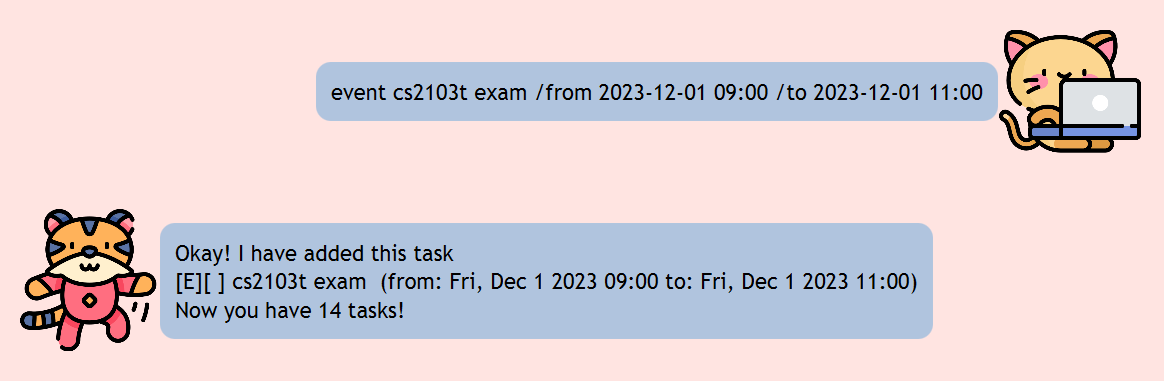 event cs2103t exam /from 2023-12-01 09:00 /to 2023-12-01 11:00
Okay! I have added this task
[E][ ] cs2103t exam  (from: Fri, Dec 1 2023 09:00 to: Fri, Dec 1 2023 11:00)
Now you have 14 tasks!